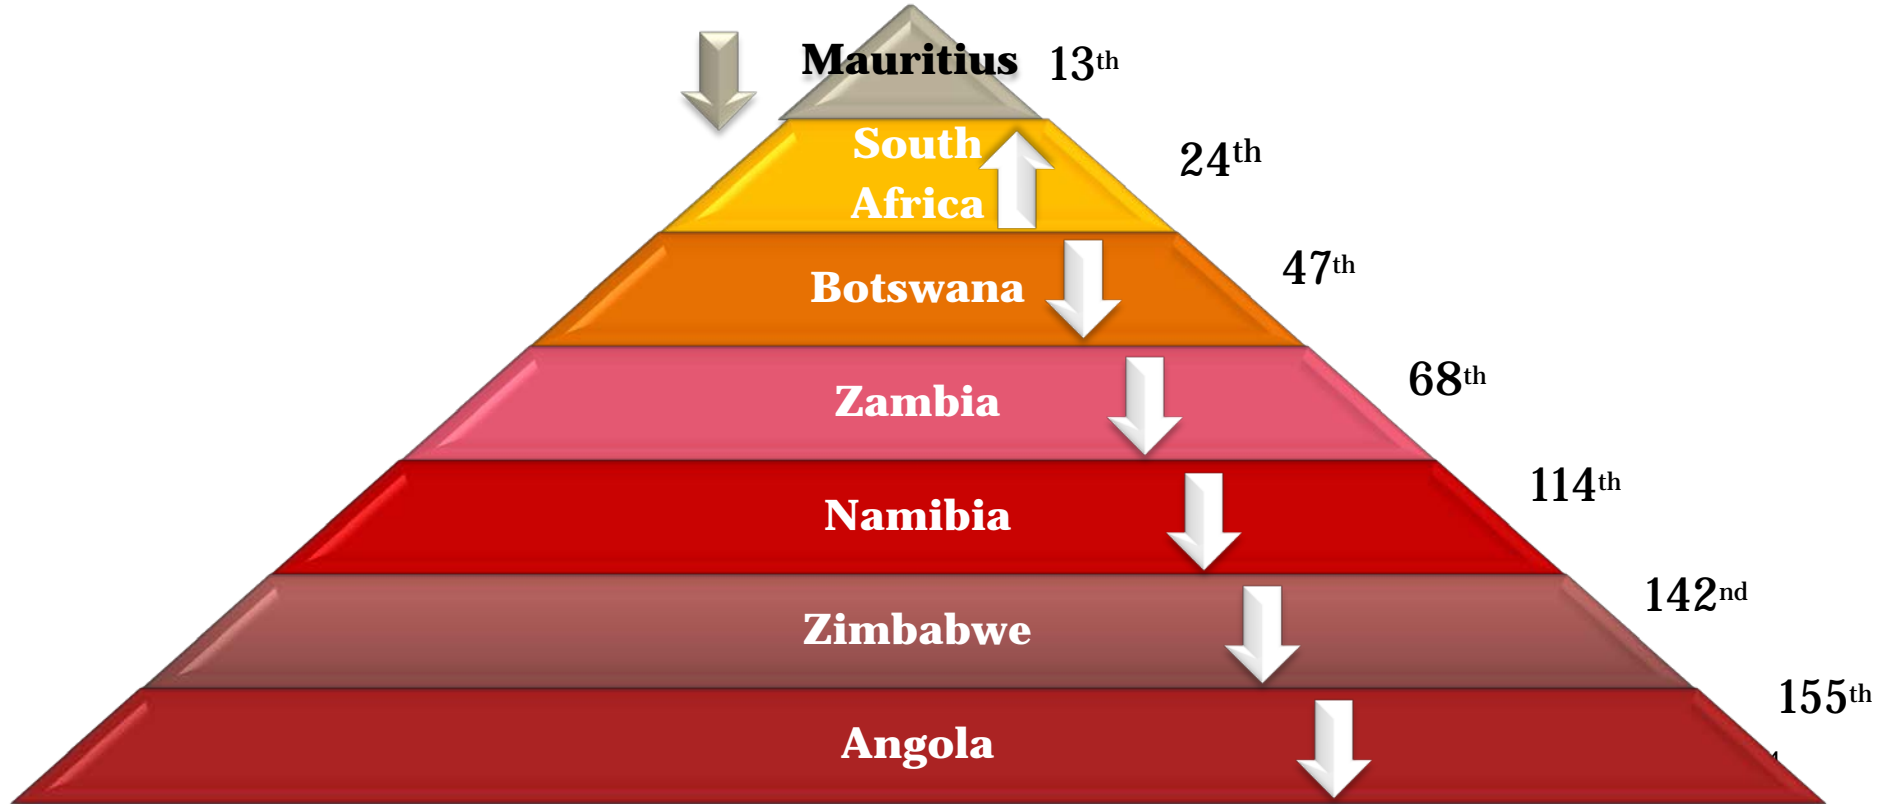 Mauritius 13th
South
Africa
24th
Botswana
47th
Zambia
68th
Namibia
114th
Zimbabwe
142nd
Angola
155th